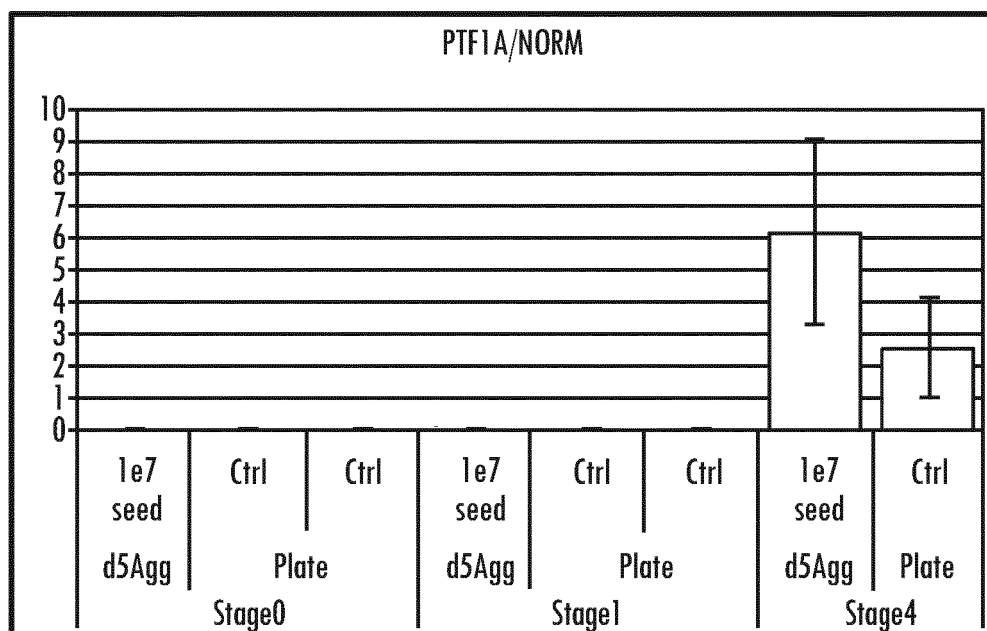 PTF1A/NORM
10
9
8
7
6
5
4
3
2
1
0
1e7 Ctrl Ctrl 1e7 Ctrl Ctrl 1e7 Ctrl
seed seed seed
d5Agg Plate d5Agg Plate d5Agg Plate
Stage0 Stage1 Stage4